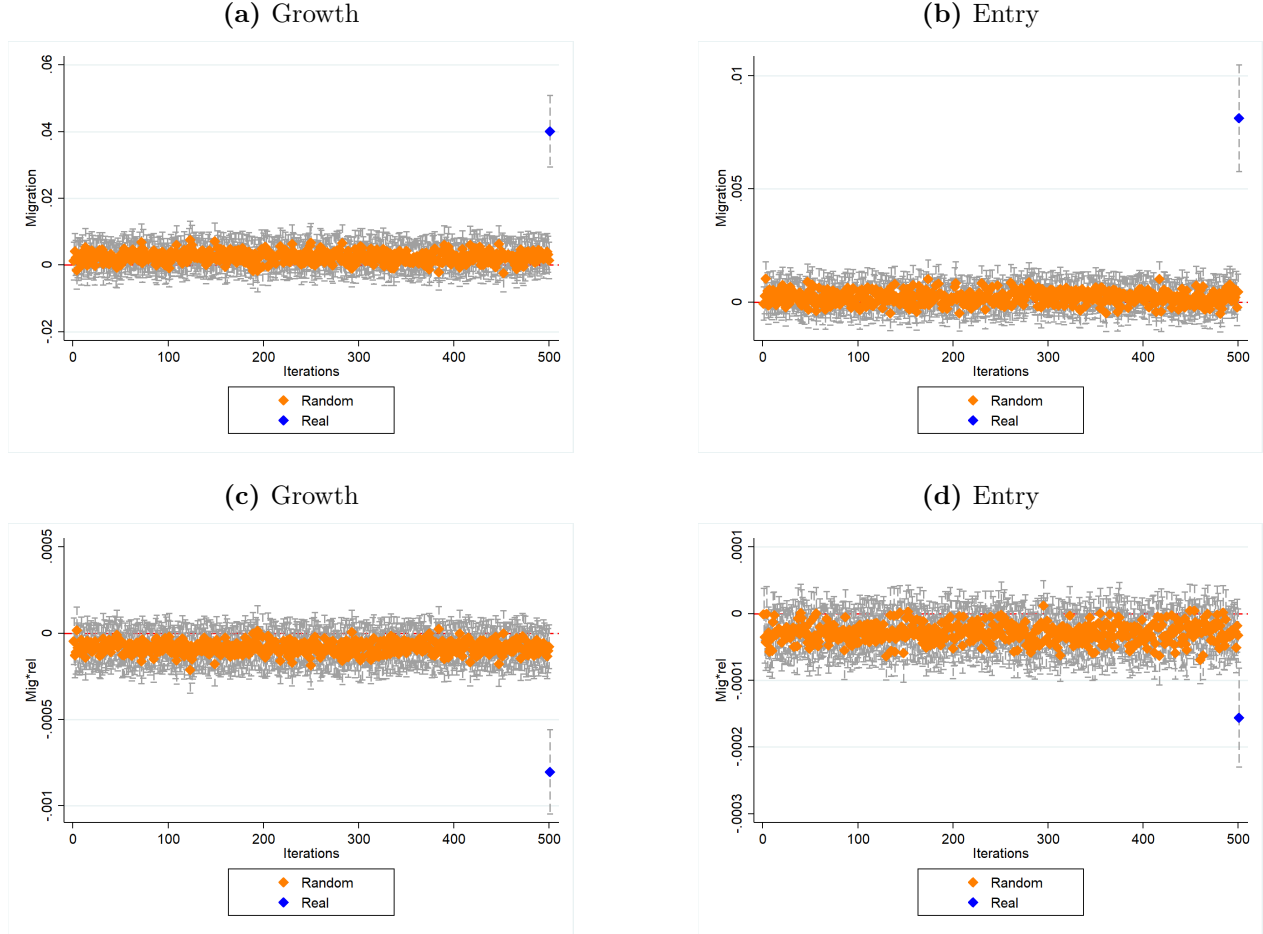 (a) Growth
Migration
.06
.04
.02
0
-.02
0 100 200 300 400 500
Iterations
Random
Real
(b) Entry
Migration
.01
.005
0
0 100 200 300 400 500
Iterations
Random
Real
(c) Growth
Mig*rel
.0005
0
-.0005
-.001
0 100 200 300 400 500
Iterations
Random
Real
(d) Entry
Mig*rel
.0001
0
-.0001
-.0002
-.0003
0 100 200 300 400 500
Iterations
Random
Real